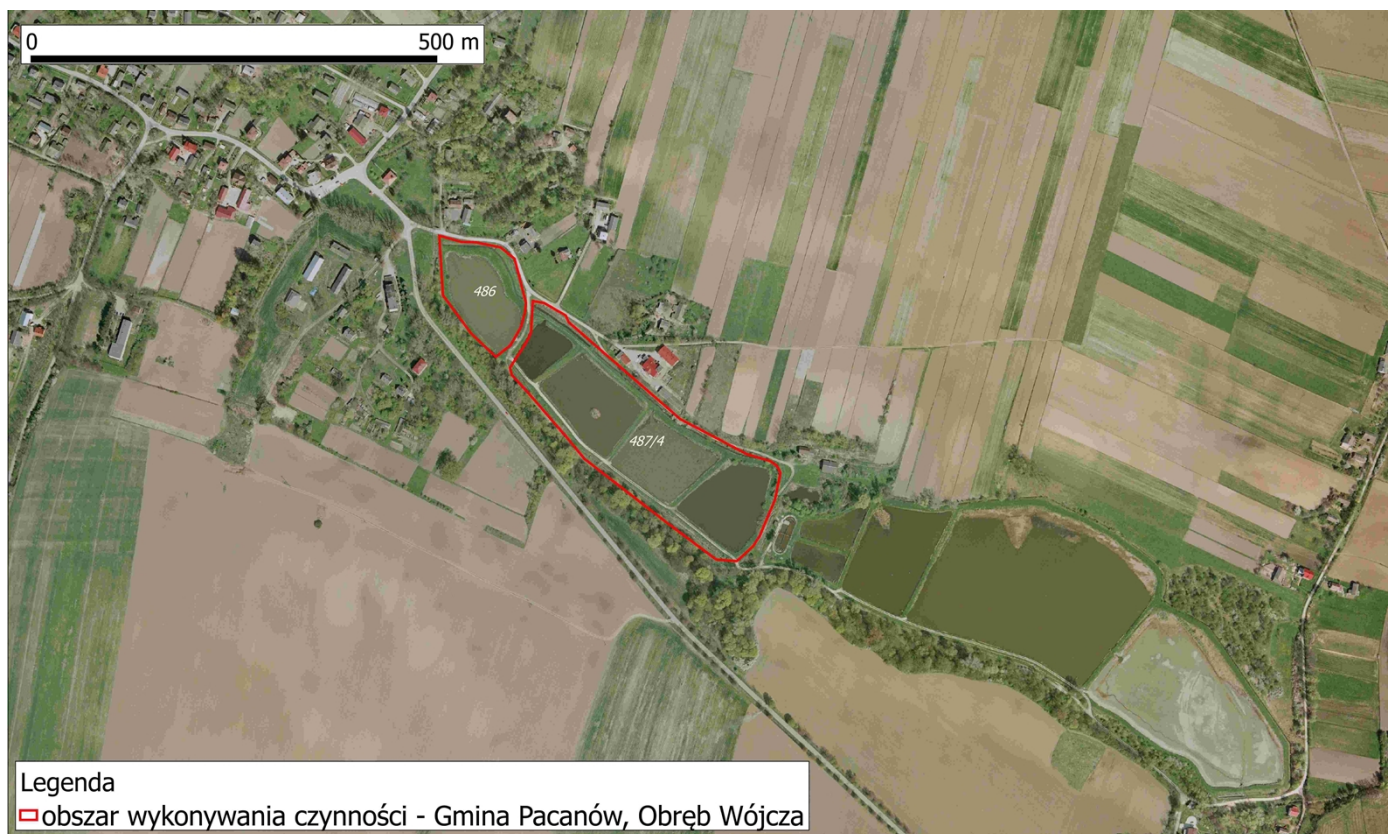 0 500 m
486
487/4
Legenda
obszar wykonywania czynności - Gmina Pacanów, Obręb Wójcza